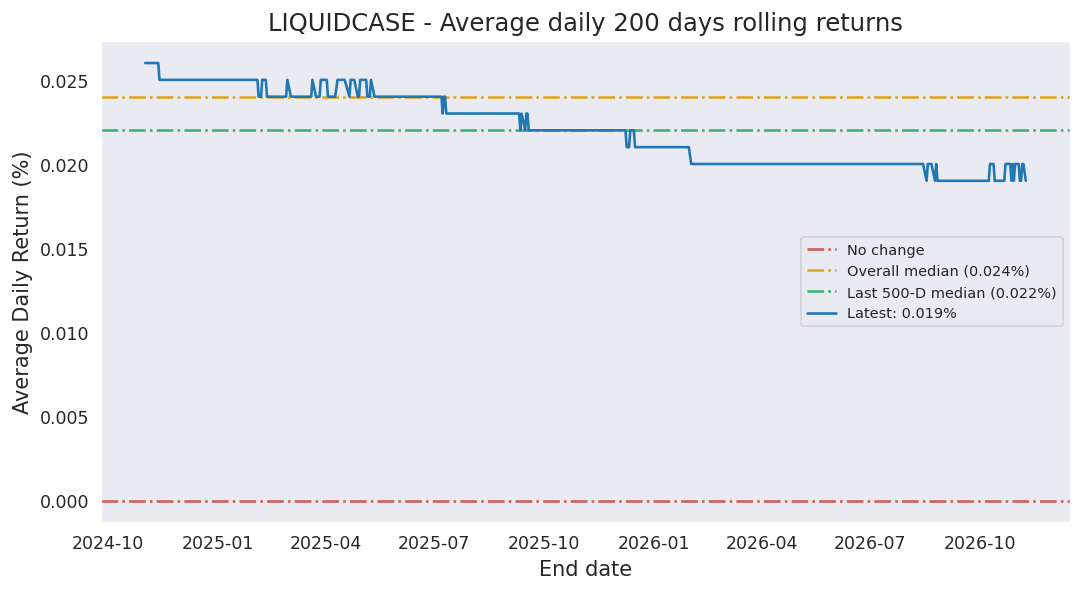 LIQUIDCASE - Average daily 200 days rolling returns
Average Daily Return (%)
0.025
0.020
0.015
0.010
0.005
0.000
No change
Overall median (0.024%)
Last 500-D median (0.022%)
Latest: 0.019%
2024-10 2025-01 2025-04 2025-07 2025-10 2026-01 2026-04 2026-07 2026-10
End date